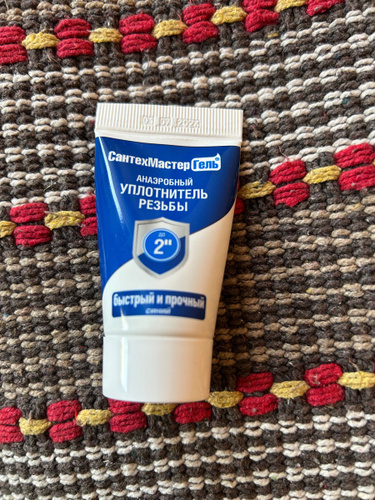 СантехМастер Гель®
АНАЭРОБНЫЙ
УПЛОТНИТЕЛЬ
РЕЗЬБЫ
ДО
2"
быстрый и прочный
СИНИЙ